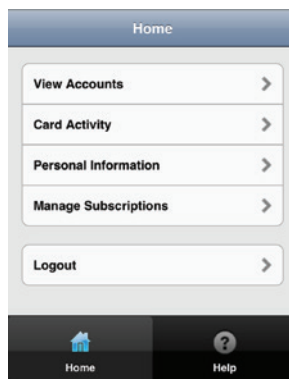 Home
View Accounts
Card Activity
Personal Information
Manage Subscriptions
Logout
Home
Help